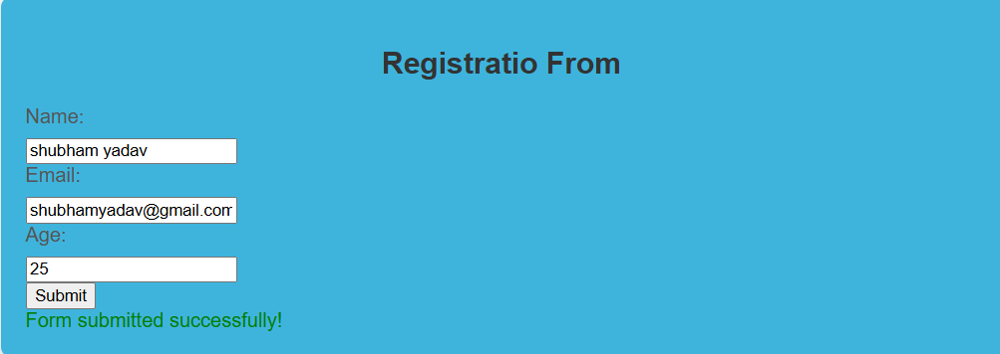 Registratio From
Name:
shubham yadav
Email:
shubhamyadav@gmail.com
Age:
25
Submit
Form submitted successfully!